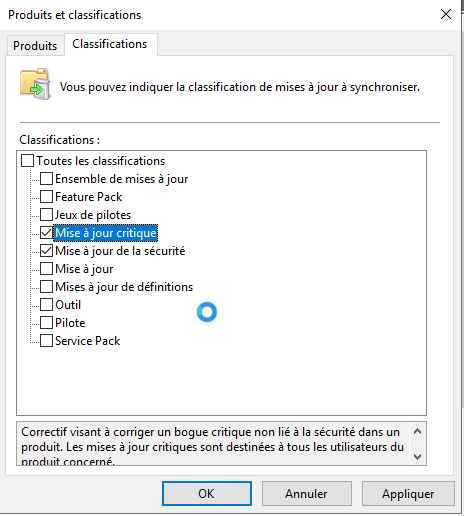 Produits et classifications
Produits
Classifications
Vous pouvez indiquer la classification de mises à jour à synchroniser.
Classifications :
Toutes les classifications
Ensemble de mises à jour
Feature Pack
Jeux de pilotes
Mise à jour critique
Mise à jour de la sécurité
Mise à jour
Mises à jour de définitions
Outil
Pilote
Service Pack
Correctif visant à corriger un bogue critique non lié à la sécurité dans un
produit. Les mises à jour critiques sont destinées à tous les utilisateurs du
produit concerné.
OK
Annuler
Appliquer